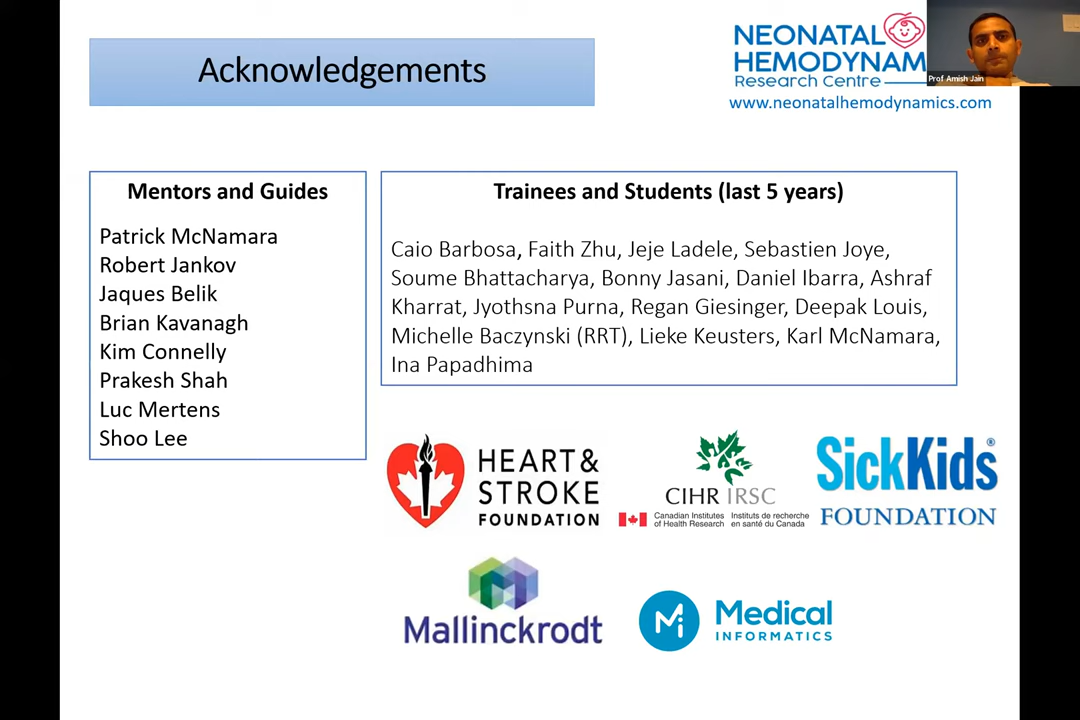 Acknowledgements
NEONATAL
HEMODYNAM
Research Centre
www.neonatalhemodynamics.com
Prof Amish Jain
Mentors and Guides
Patrick McNamara
Robert Jankov
Jaques Belik
Brian Kavanagh
Kim Connelly
Prakesh Shah
Luc Mertens
Shoo Lee
Trainees and Students (last 5 years)
Caio Barbosa, Faith Zhu, Jeje Ladele, Sebastien Joye,
Soume Bhattacharya, Bonny Jasani, Daniel Ibarra, Ashraf
Kharrat, Jyothsna Purna, Regan Giesinger, Deepak Louis,
Michelle Baczynski (RRT), Lieke Keusters, Karl McNamara,
Ina Papadhima
HEART &
STROKE
FOUNDATION
CIHR IRSC
Canadian Institutes
of Health Research
Instituts de recherche
en santé du Canada
SickKids®
FOUNDATION
Mallinckrodt
Mi
Medical
INFORMATICS